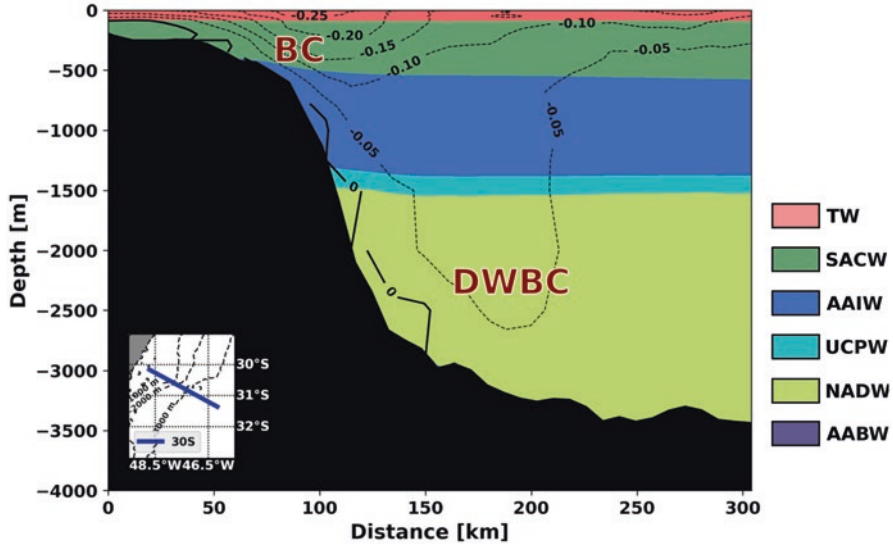 0
−500
−1000
−1500
−2000
−2500
−3000
−3500
−4000
Depth [m]
0
50
100
150
200
250
300
Distance [km]
-0.25
-0.20
-0.15
-0.10
-0.10
-0.05
-0.05
-0.05
0
0
BC
DWBC
30°S
31°S
32°S
48.5°W
46.5°W
30S
TW
SACW
AAIW
UCPW
NADW
AABW